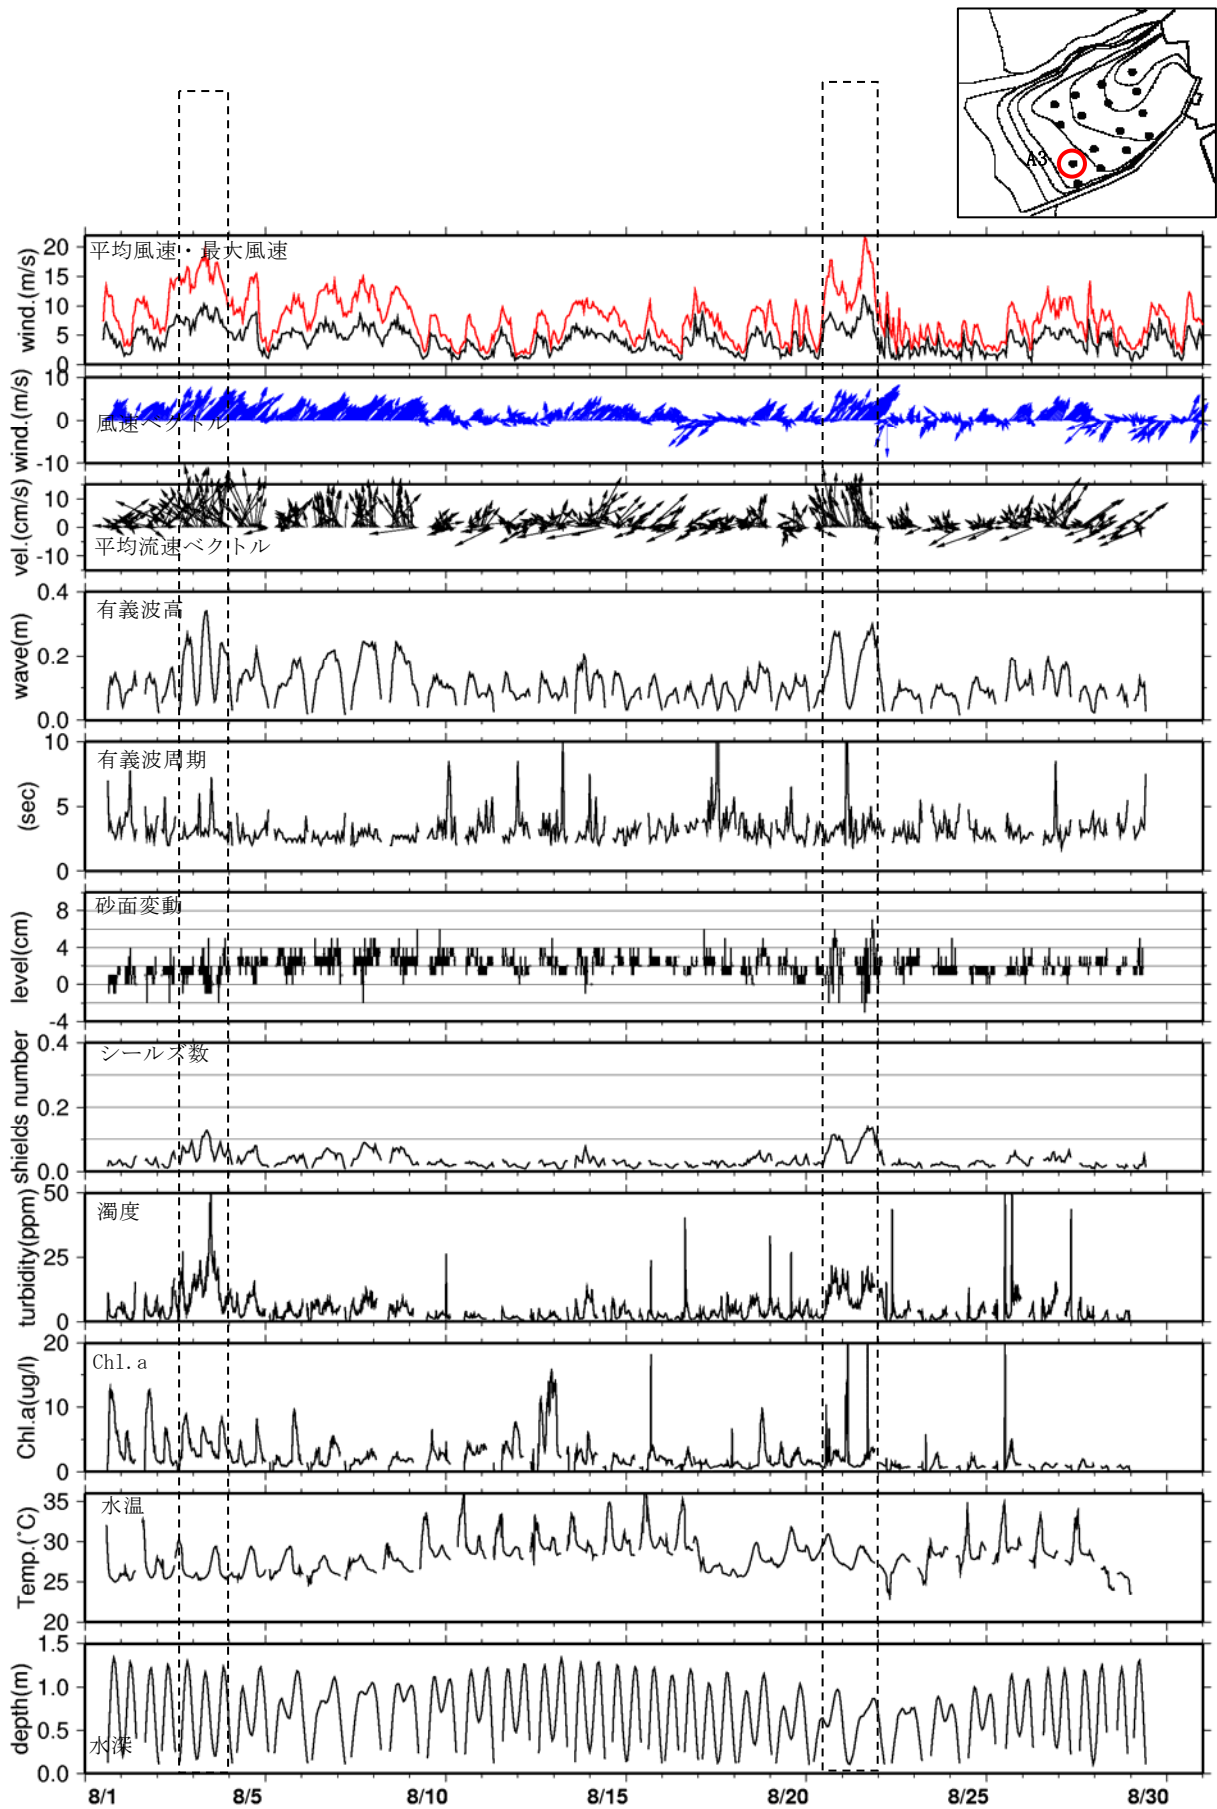 A3
平均風速・最大風速
wind.(m/s)
20
15
10
5
0
風速ベクトル
wind.(m/s)
10
0
-10
平均流速ベクトル
vel.(cm/s)
10
0
-10
有義波高
wave(m)
0.4
0.2
0.0
有義波周期
(sec)
10
5
0
砂面変動
level(cm)
8
4
0
-4
シールズ数
shields number
0.4
0.2
0.0
濁度
turbidity(ppm)
50
25
0
Chl.a
Chl.a(ug/l)
20
10
0
水温
Temp.(°C)
35
30
25
20
水深
depth(m)
1.5
1.0
0.5
0.0
8/1 8/5 8/10 8/15 8/20 8/25 8/30